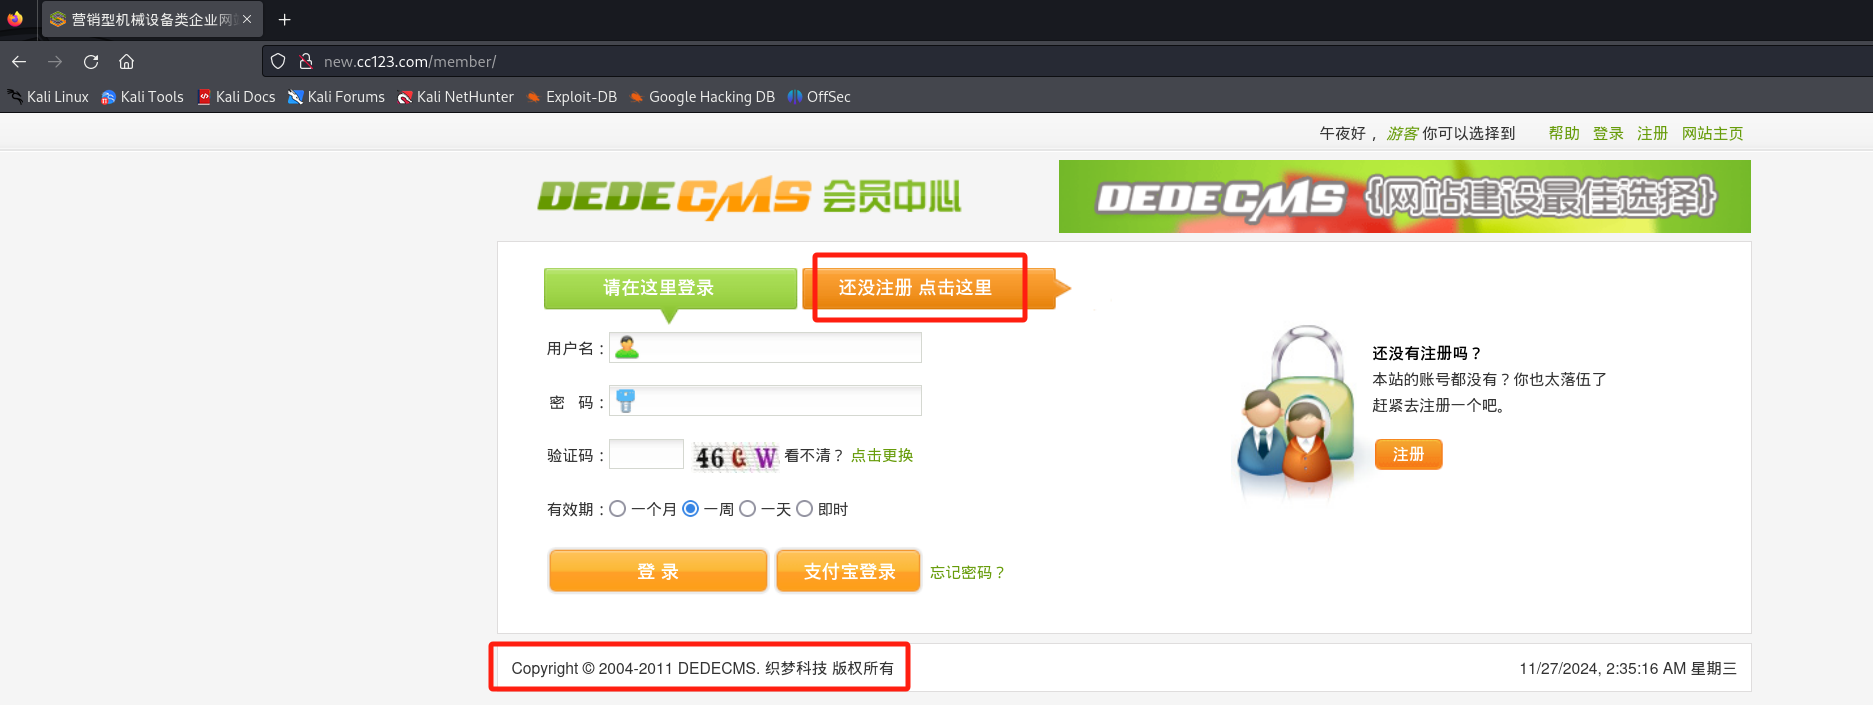 营销型机械设备类企业网
new.cc123.com/member/
Kali Linux Kali Tools Kali Docs Kali Forums Kali NetHunter Exploit-DB Google Hacking DB OffSec
午夜好， 游客 你可以选择到 帮助 登录 注册 网站主页
DEDECMS 会员中心
DEDECMS {网站建设最佳选择}
请在这里登录
还没注册 点击这里
用户名：
密 码：
验证码： 46GW 看不清？ 点击更换
有效期： 一个月 一周 一天 即时
登 录 支付宝登录 忘记密码？
还没有注册吗？
本站的账号都没有？你也太落伍了
赶紧去注册一个吧。
注册
Copyright © 2004-2011 DEDECMS. 织梦科技 版权所有
11/27/2024, 2:35:16 AM 星期三